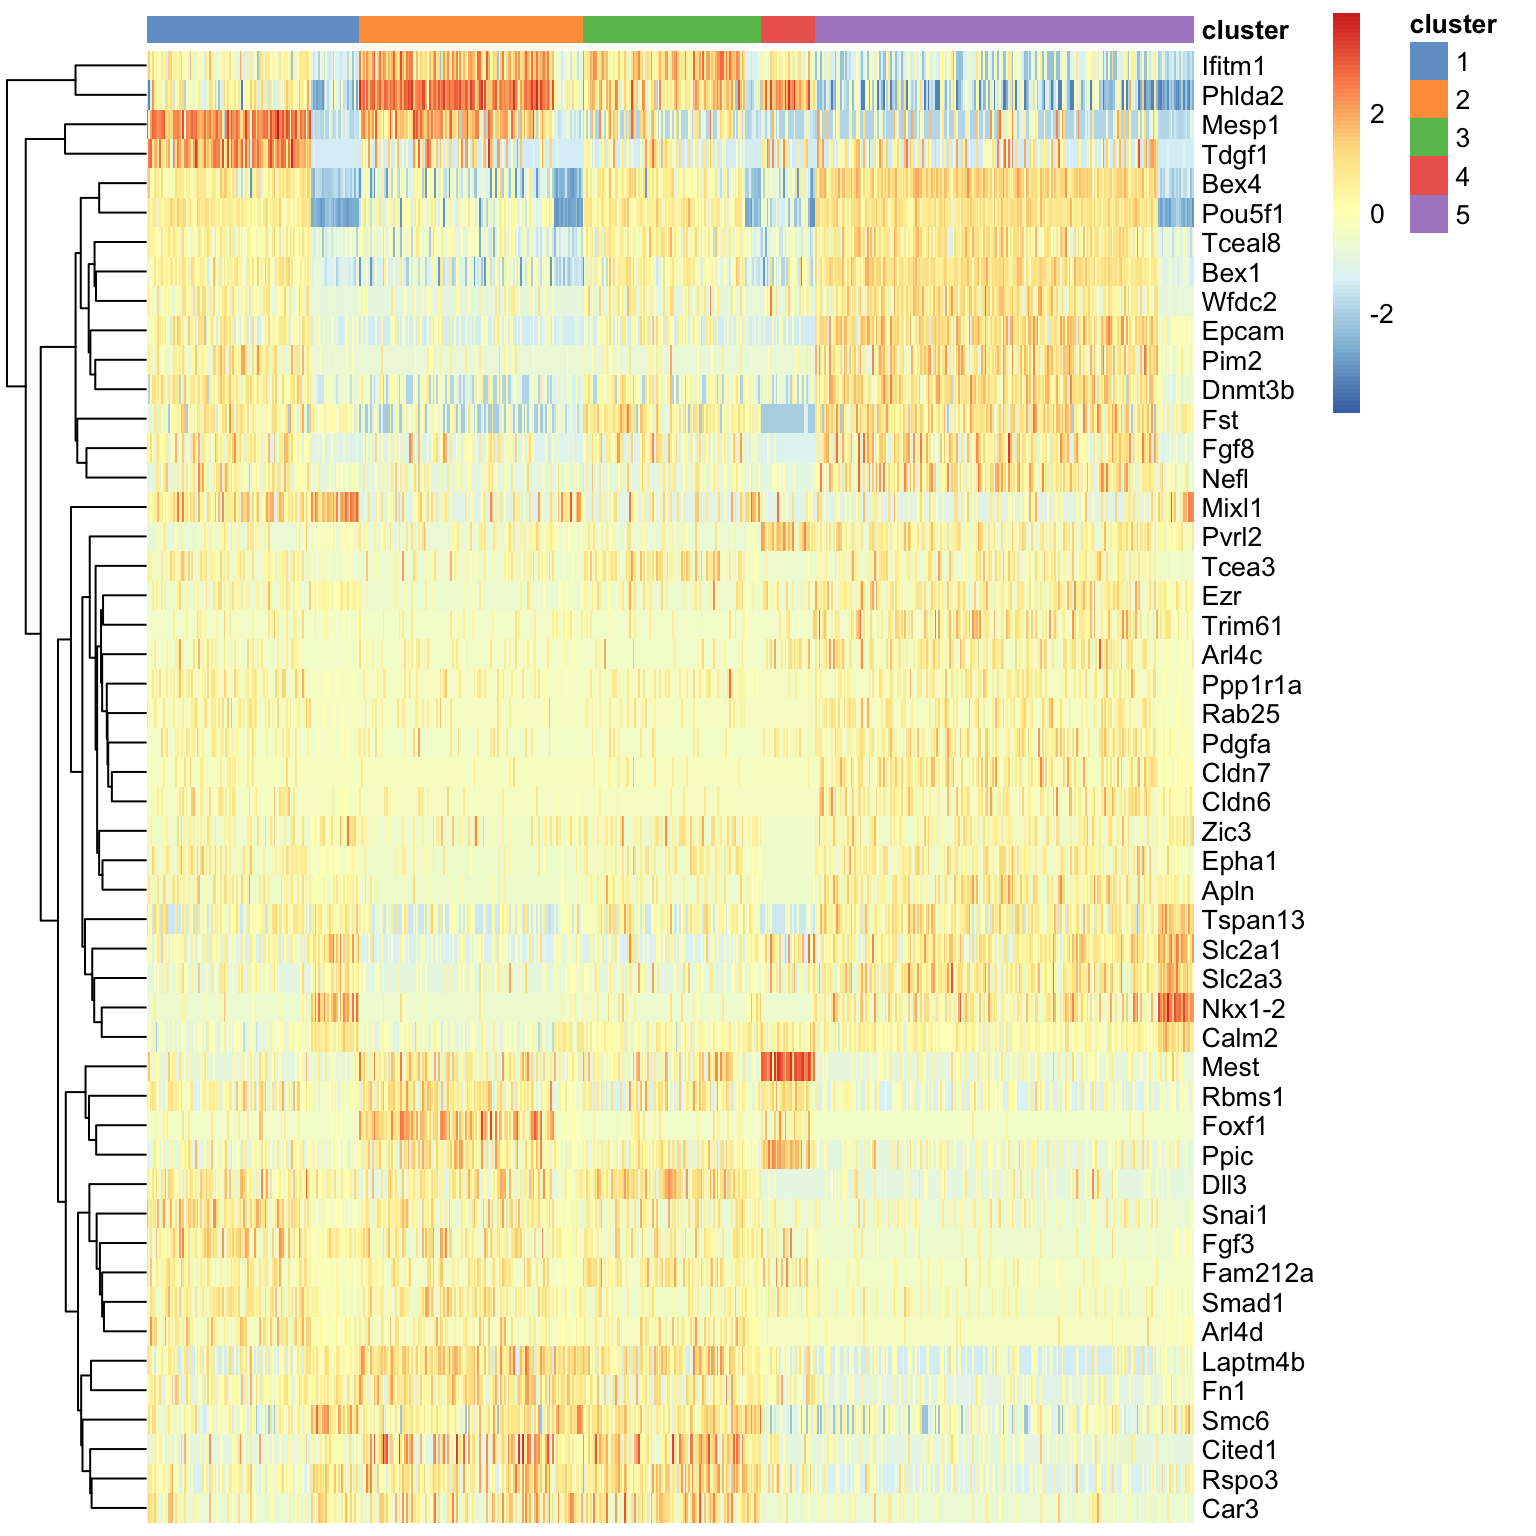 cluster
Ifitm1
Phlda2
Mesp1
Tdgf1
Bex4
Pou5f1
Tceal8
Bex1
Wfdc2
Epcam
Pim2
Dnmt3b
Fst
Fgf8
Nefl
Mixl1
Pvrl2
Tcea3
Ezr
Trim61
Arl4c
Ppp1r1a
Rab25
Pdgfa
Cldn7
Cldn6
Zic3
Epha1
Apln
Tspan13
Slc2a1
Slc2a3
Nkx1-2
Calm2
Mest
Rbms1
Foxf1
Ppic
Dll3
Snai1
Fgf3
Fam212a
Smad1
Arl4d
Laptm4b
Fn1
Smc6
Cited1
Rspo3
Car3
2
0
-2
cluster
1
2
3
4
5